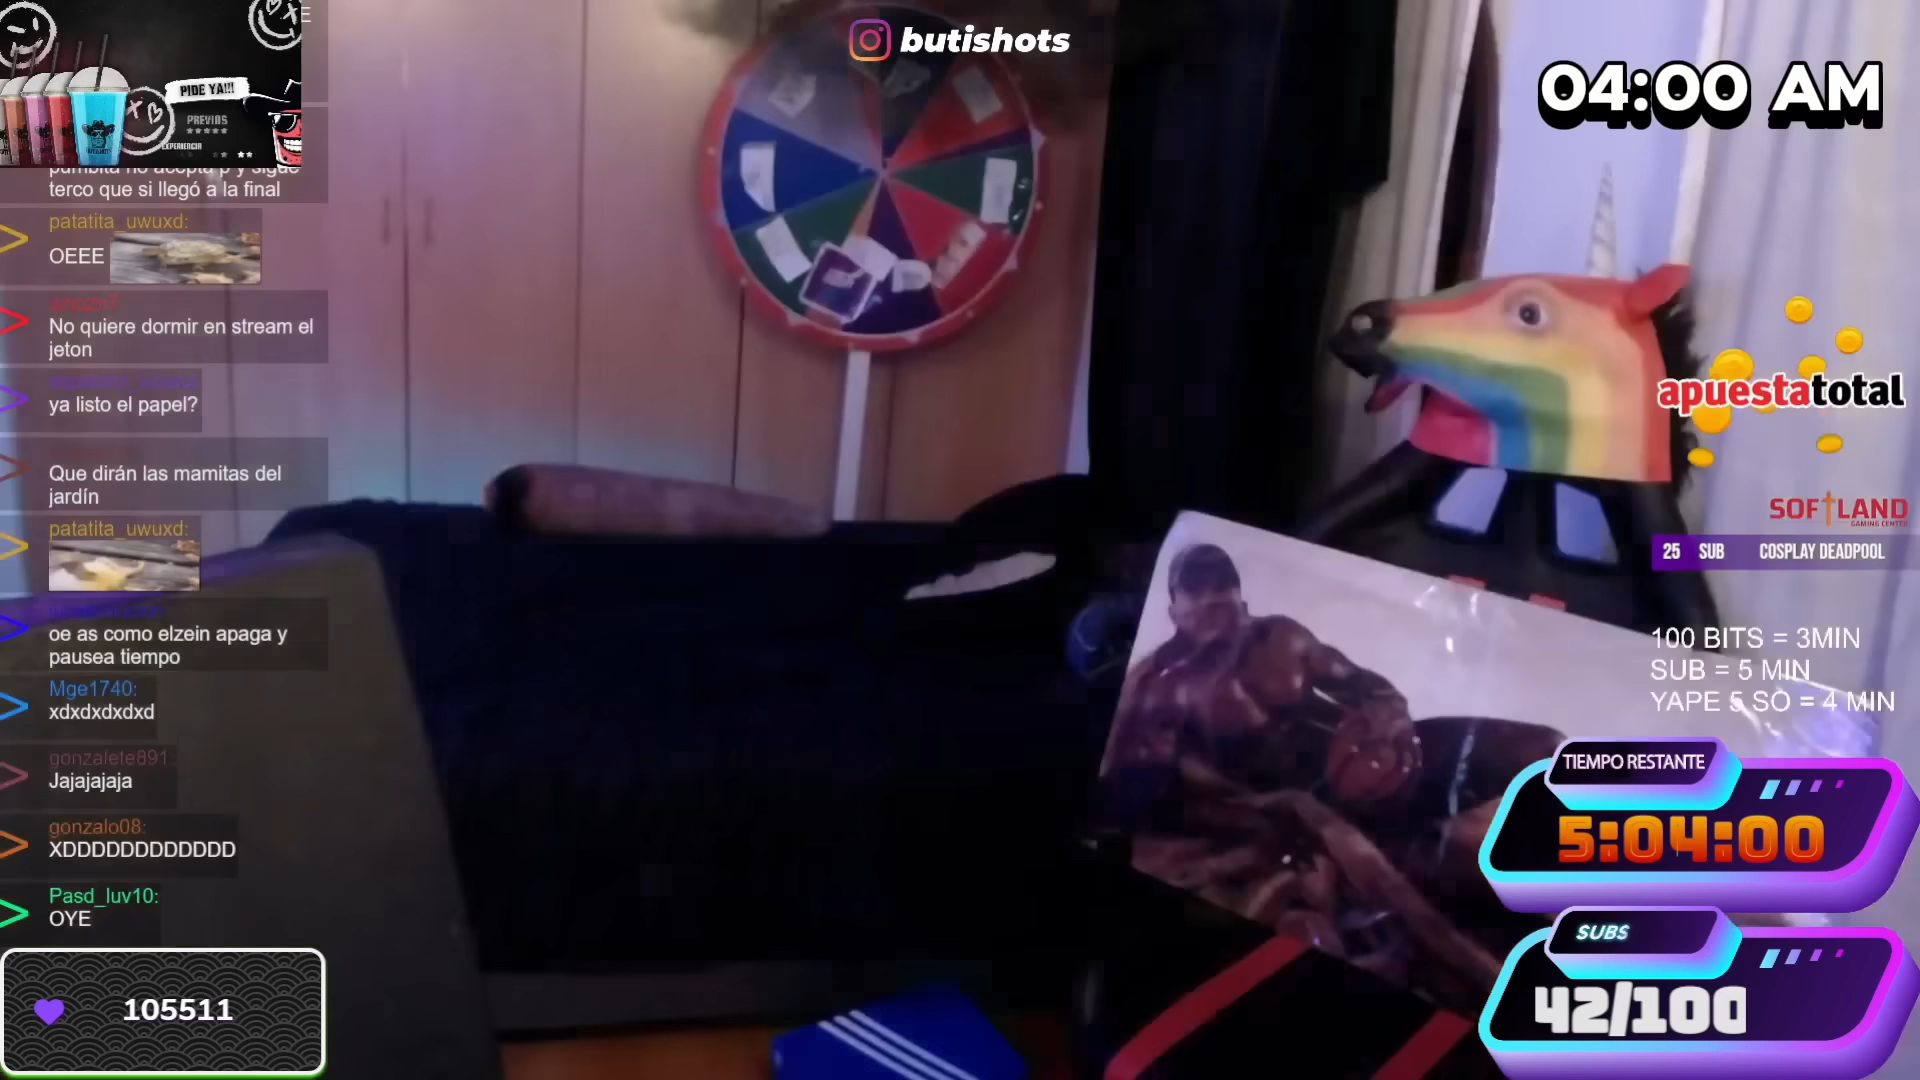 butishots
04:00 AM
PIDE YA!!!
PREVIOS
EXPERIENCIA
terco que si llegó a la final
patatita_uwuxd:
OEEE
No quiere dormir en stream el
jeton
ya listo el papel?
Que dirán las mamitas del
jardín
patatita_uwuxd:
oe as como elzein apaga y
pausea tiempo
Mge1740:
xdxdxdxdxd
gonzalete891:
Jajajajaja
gonzalo08:
XDDDDDDDDDDDD
Pasd_luv10:
OYE
105511
apuestatotal
SOFTLAND
GAMING CENTER
25 SUB COSPLAY DEADPOOL
100 BITS = 3MIN
SUB = 5 MIN
YAPE 5 SO = 4 MIN
TIEMPO RESTANTE
5:04:00
SUBS
42/100